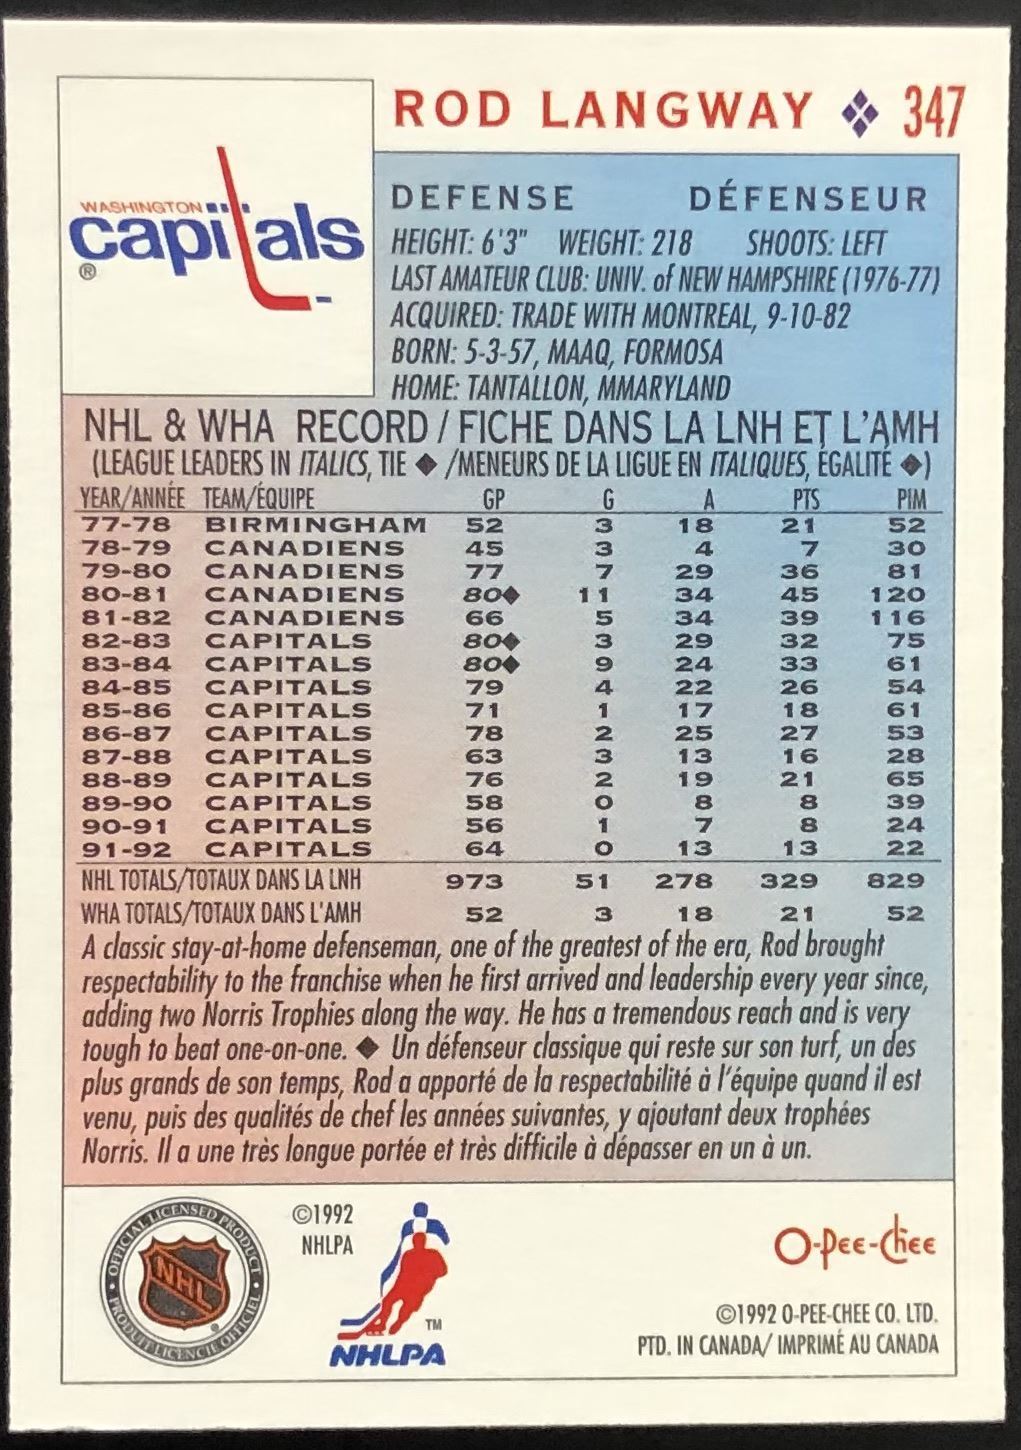 ROD LANGWAY ❖ 347
WASHINGTON
capitals
®
DEFENSE DÉFENSEUR
HEIGHT: 6'3" WEIGHT: 218 SHOOTS: LEFT
LAST AMATEUR CLUB: UNIV. of NEW HAMPSHIRE (1976-77)
ACQUIRED: TRADE WITH MONTREAL, 9-10-82
BORN: 5-3-57, MAAQ, FORMOSA
HOME: TANTALLON, MMARYLAND
NHL & WHA RECORD / FICHE DANS LA LNH ET L'AMH
(LEAGUE LEADERS IN ITALICS, TIE ◆ /MENEURS DE LA LIGUE EN ITALIQUES, ÉGALITÉ ◆)
YEAR/ANNÉE TEAM/ÉQUIPE GP G A PTS PIM
77-78 BIRMINGHAM 52 3 18 21 52
78-79 CANADIENS 45 3 4 7 30
79-80 CANADIENS 77 7 29 36 81
80-81 CANADIENS 80◆ 11 34 45 120
81-82 CANADIENS 66 5 34 39 116
82-83 CAPITALS 80◆ 3 29 32 75
83-84 CAPITALS 80◆ 9 24 33 61
84-85 CAPITALS 79 4 22 26 54
85-86 CAPITALS 71 1 17 18 61
86-87 CAPITALS 78 2 25 27 53
87-88 CAPITALS 63 3 13 16 28
88-89 CAPITALS 76 2 19 21 65
89-90 CAPITALS 58 0 8 8 39
90-91 CAPITALS 56 1 7 8 24
91-92 CAPITALS 64 0 13 13 22
NHL TOTALS/TOTAUX DANS LA LNH 973 51 278 329 829
WHA TOTALS/TOTAUX DANS L'AMH 52 3 18 21 52
A classic stay-at-home defenseman, one of the greatest of the era, Rod brought
respectability to the franchise when he first arrived and leadership every year since,
adding two Norris Trophies along the way. He has a tremendous reach and is very
tough to beat one-on-one. ◆ Un défenseur classique qui reste sur son turf, un des
plus grands de son temps, Rod a apporté de la respectabilité à l'équipe quand il est
venu, puis des qualités de chef les années suivantes, y ajoutant deux trophées
Norris. Il a une très longue portée et très difficile à dépasser en un à un.
OFFICIAL LICENSED PRODUCT
NHL
PRODUIT LICENCIÉ OFFICIEL
©1992
NHLPA
TM
NHLPA
O-Pee-Chee
©1992 O-PEE-CHEE CO. LTD.
PTD. IN CANADA/ IMPRIMÉ AU CANADA